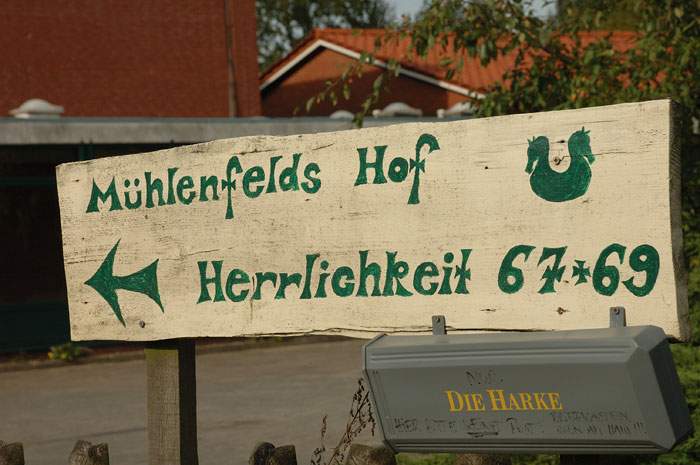 Mühlenfelds Hof
Herrlichkeit 67+69
DIE HARKE